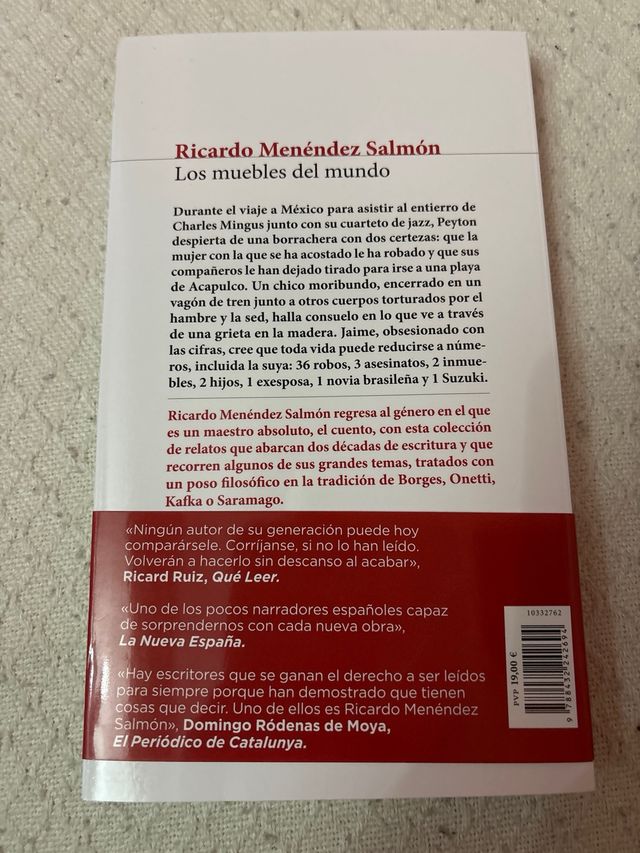 Ricardo Menéndez Salmón
Los muebles del mundo
Durante el viaje a México para asistir al entierro de
Charles Mingus junto con su cuarteto de jazz, Peyton
despierta de una borrachera con dos certezas: que la
mujer con la que se ha acostado le ha robado y que sus
compañeros le han dejado tirado para irse a una playa
de Acapulco. Un chico moribundo, encerrado en un
vagón de tren junto a otros cuerpos torturados por el
hambre y la sed, halla consuelo en lo que ve a través
de una grieta en la madera. Jaime, obsesionado con
las cifras, cree que toda vida puede reducirse a núme-
ros, incluida la suya: 36 robos, 3 asesinatos, 2 inmue-
bles, 2 hijos, 1 exesposa, 1 novia brasileña y 1 Suzuki.
Ricardo Menéndez Salmón regresa al género en el que
es un maestro absoluto, el cuento, con esta colección
de relatos que abarcan dos décadas de escritura y que
recorren algunos de sus grandes temas, tratados con
un poso filosófico en la tradición de Borges, Onetti,
Kafka o Saramago.
«Ningún autor de su generación puede hoy
comparársele. Corríjanse, si no lo han leído.
Volverán a hacerlo sin descanso al acabar»,
Ricard Ruiz, Qué Leer.
«Uno de los pocos narradores españoles capaz
de sorprendernos con cada nueva obra»,
La Nueva España.
«Hay escritores que se ganan el derecho a ser leídos
para siempre porque han demostrado que tienen
cosas que decir. Uno de ellos es Ricardo Menéndez
Salmón», Domingo Ródenas de Moya,
El Periódico de Catalunya.
10332762
PVP 19,00 €
9 788432 242694